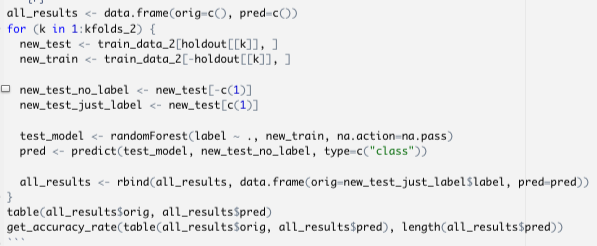 all_results <- data.frame(orig=c(), pred=c())
for (k in 1:kfolds_2) {
  new_test <- train_data_2[holdout[[k]], ]
  new_train <- train_data_2[-holdout[[k]], ]
  new_test_no_label <- new_test[-c(1)]
  new_test_just_label <- new_test[c(1)]
  test_model <- randomForest(label ~ ., new_train, na.action=na.pass)
  pred <- predict(test_model, new_test_no_label, type=c("class"))
  all_results <- rbind(all_results, data.frame(orig=new_test_just_label$label, pred=pred))
}
table(all_results$orig, all_results$pred)
get_accuracy_rate(table(all_results$orig, all_results$pred), length(all_results$pred))
```